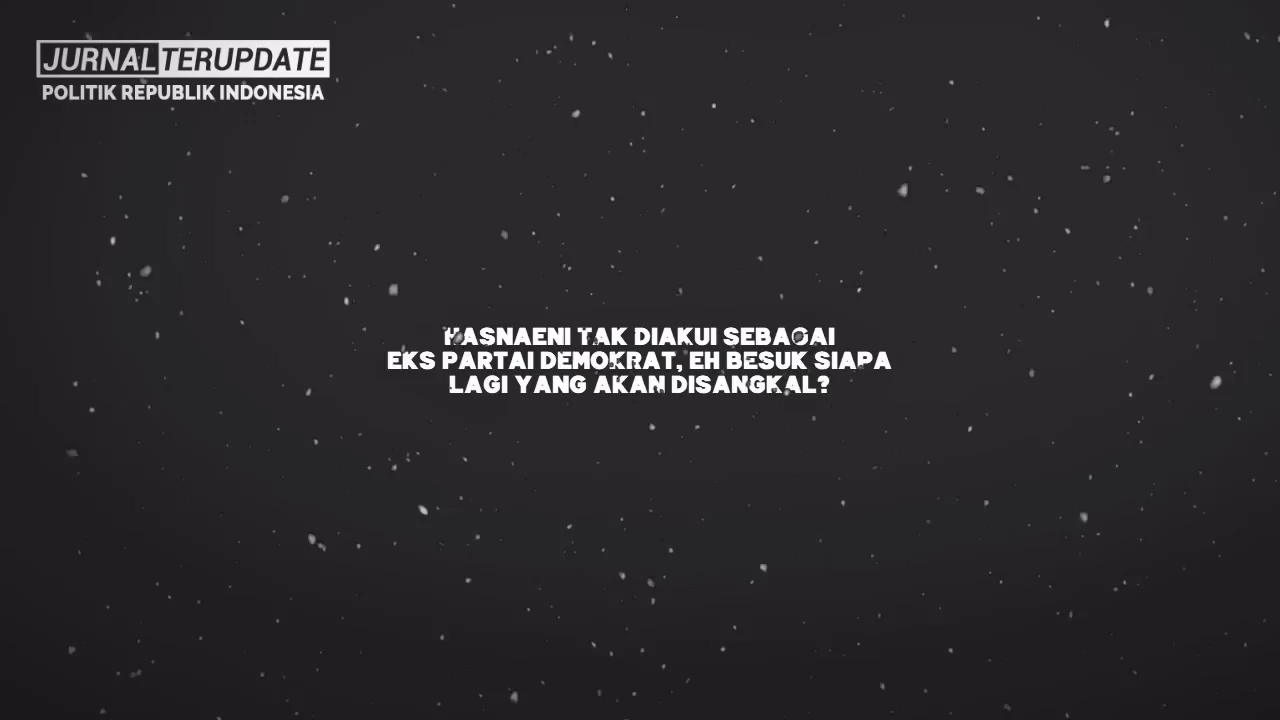 JURNALTERUPDATE
POLITIK REPUBLIK INDONESIA
HASNAENI TAK DIAKUI SEBAGAI
EKS PARTAI DEMOKRAT, EH BESUK SIAPA
LAGI YANG AKAN DISANGKAL?